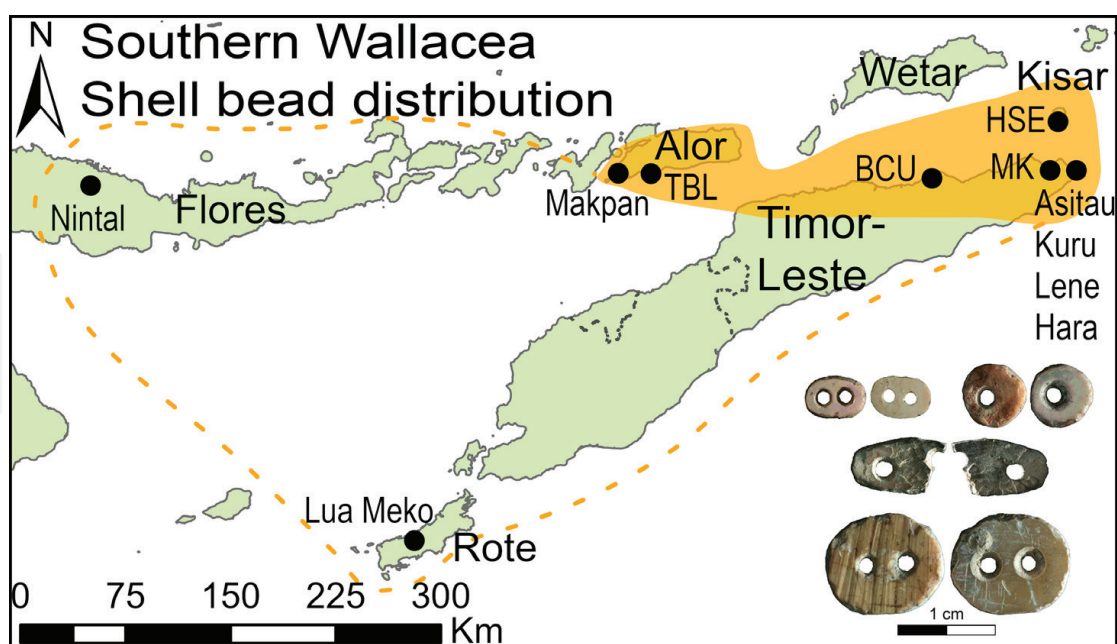 N
Southern Wallacea
Shell bead distribution
Wetar
Kisar
HSE
Alor
BCU
MK
TBL
Makpan
Nintal
Flores
Asitau
Kuru
Lene
Hara
Timor-
Leste
Lua Meko
Rote
0 75 150 225 300
Km
1 cm